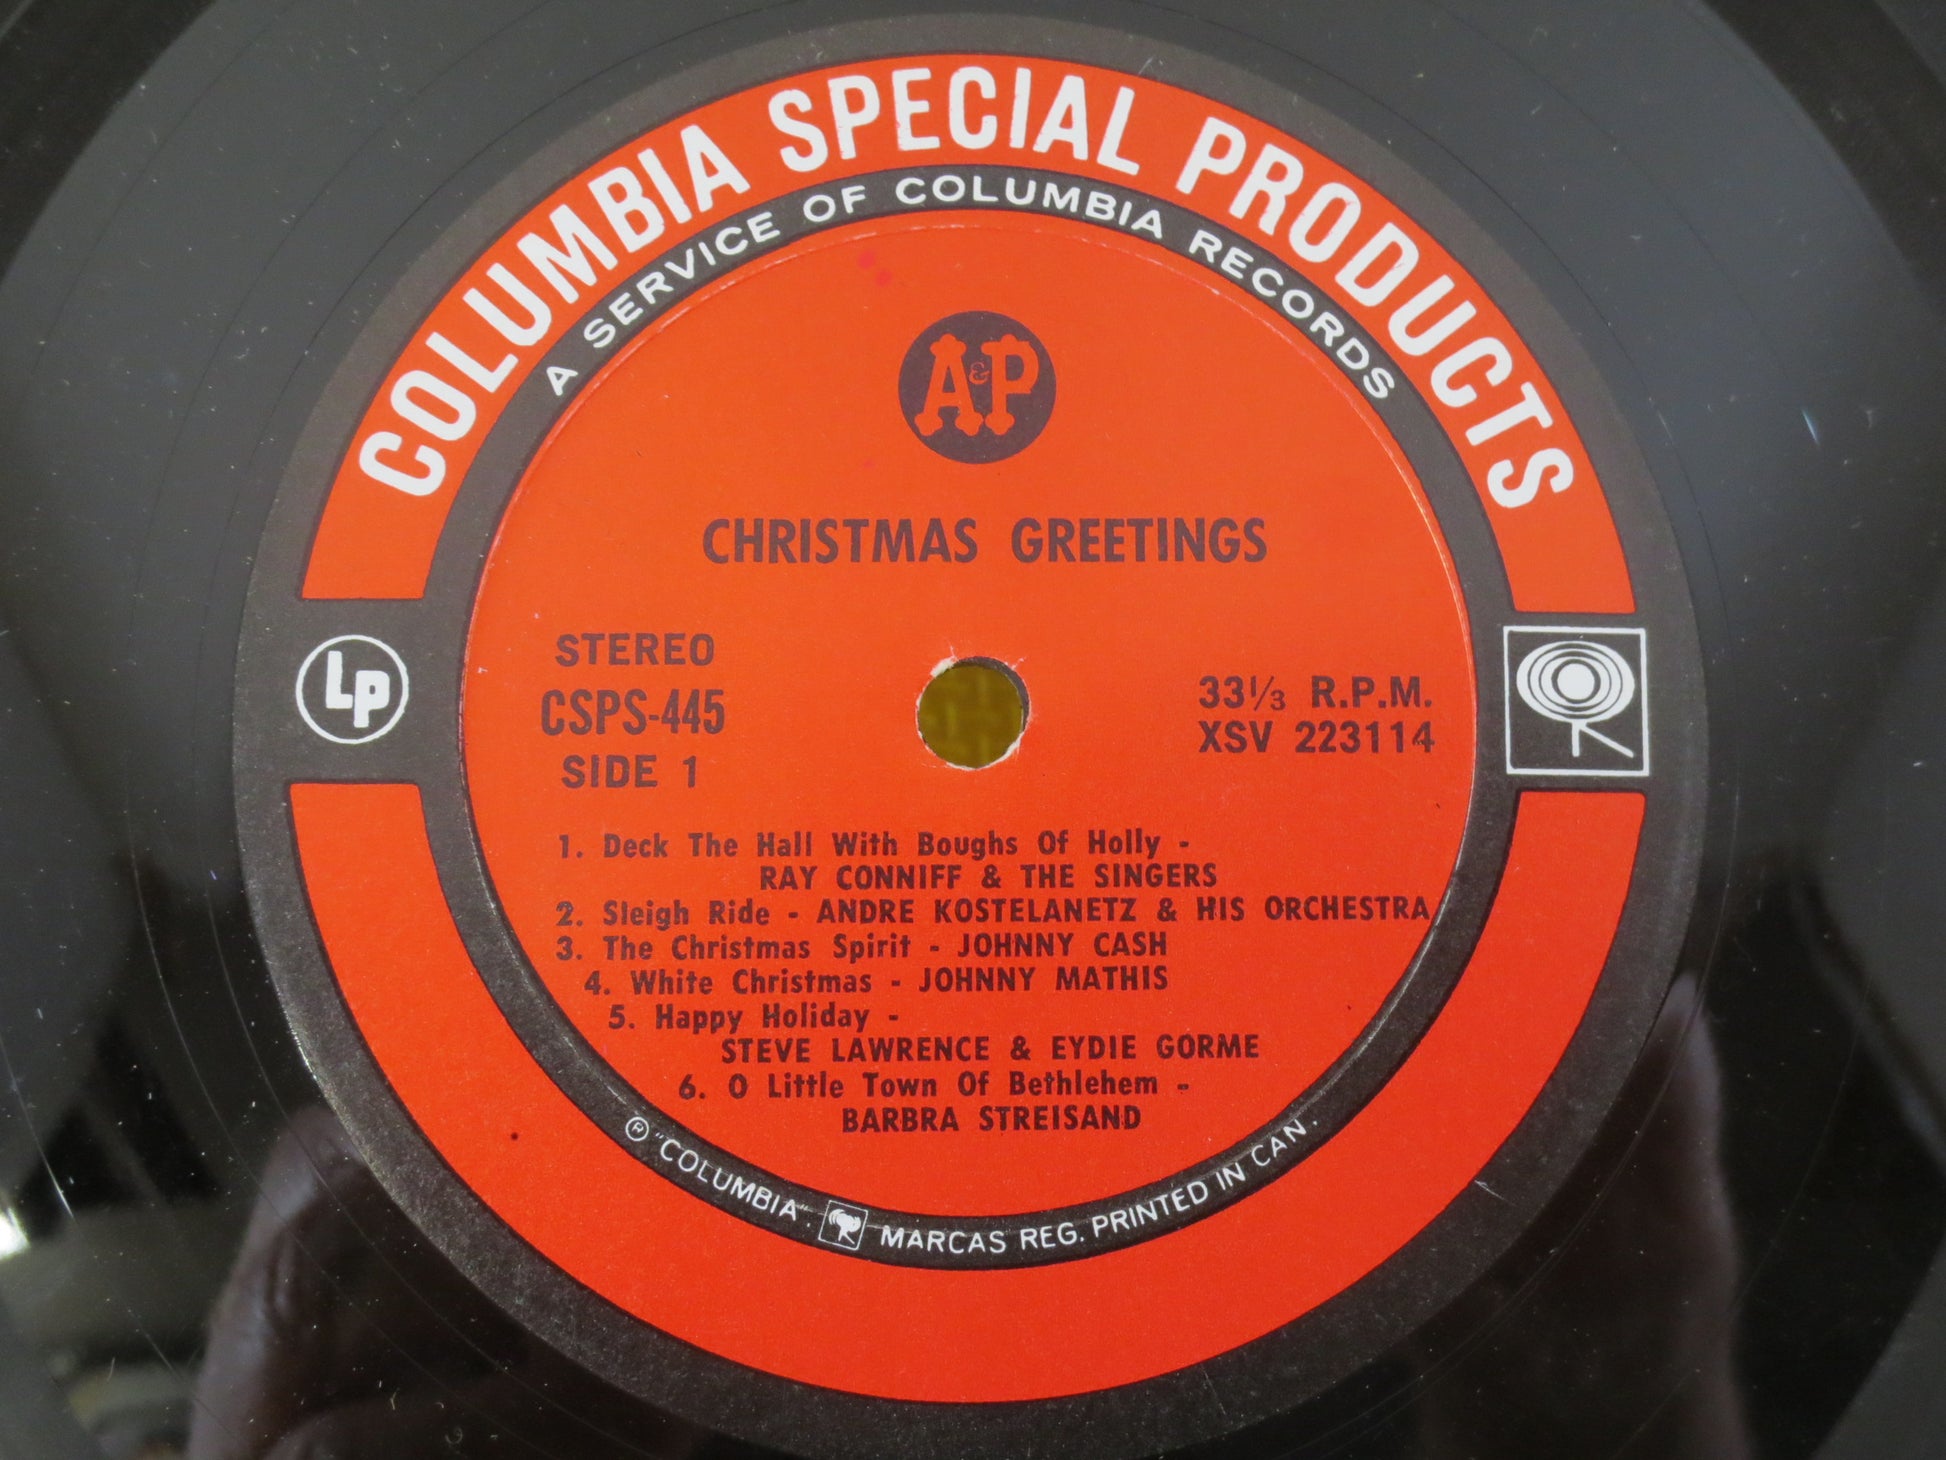 COLUMBIA SPECIAL PRODUCTS
A SERVICE OF COLUMBIA RECORDS
A&P
CHRISTMAS GREETINGS
STEREO
CSPS-445
SIDE 1
33⅓ R.P.M.
XSV 223114
LP
1. Deck The Hall With Boughs Of Holly -
RAY CONNIFF & THE SINGERS
2. Sleigh Ride - ANDRE KOSTELANETZ & HIS ORCHESTRA
3. The Christmas Spirit - JOHNNY CASH
4. White Christmas - JOHNNY MATHIS
5. Happy Holiday -
STEVE LAWRENCE & EYDIE GORME
6. O Little Town Of Bethlehem -
BARBRA STREISAND
® "COLUMBIA", MARCAS REG. PRINTED IN CAN.